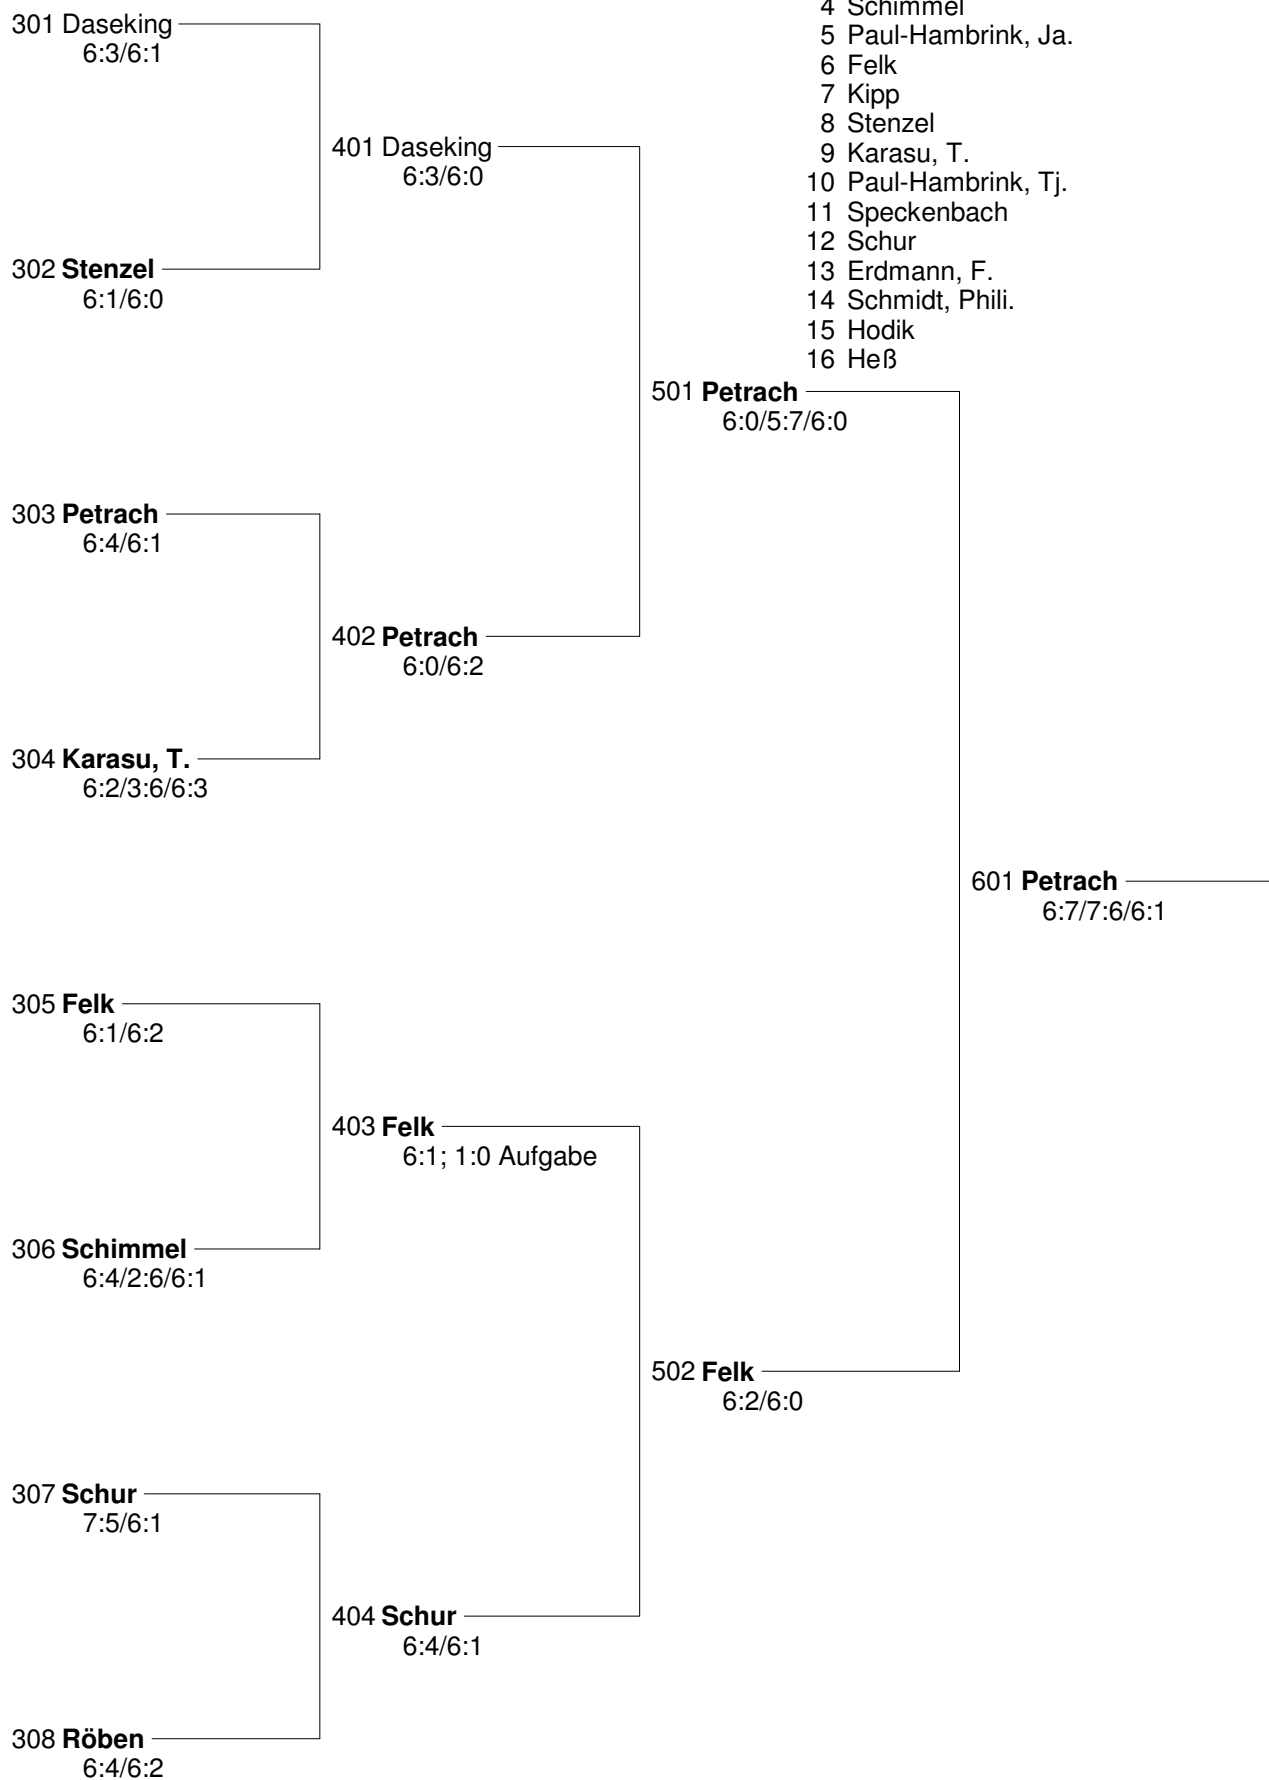 4 Schimmel
5 Paul-Hambrink, Ja.
6 Felk
7 Kipp
8 Stenzel
9 Karasu, T.
10 Paul-Hambrink, Tj.
11 Speckenbach
12 Schur
13 Erdmann, F.
14 Schmidt, Phili.
15 Hodik
16 Heß
301 Daseking
6:3/6:1
302 Stenzel
6:1/6:0
303 Petrach
6:4/6:1
304 Karasu, T.
6:2/3:6/6:3
305 Felk
6:1/6:2
306 Schimmel
6:4/2:6/6:1
307 Schur
7:5/6:1
308 Röben
6:4/6:2
401 Daseking
6:3/6:0
402 Petrach
6:0/6:2
403 Felk
6:1; 1:0 Aufgabe
404 Schur
6:4/6:1
501 Petrach
6:0/5:7/6:0
502 Felk
6:2/6:0
601 Petrach
6:7/7:6/6:1